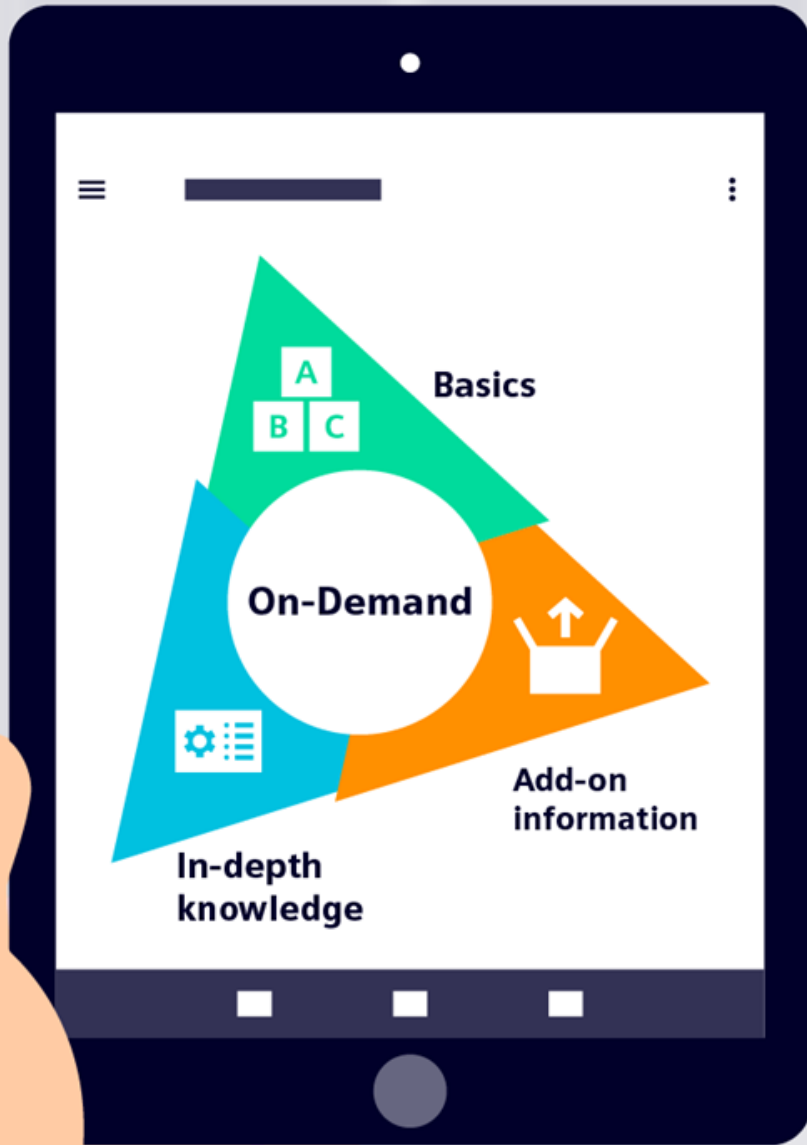 A
B C
Basics
On-Demand
Add-on
information
In-depth
knowledge